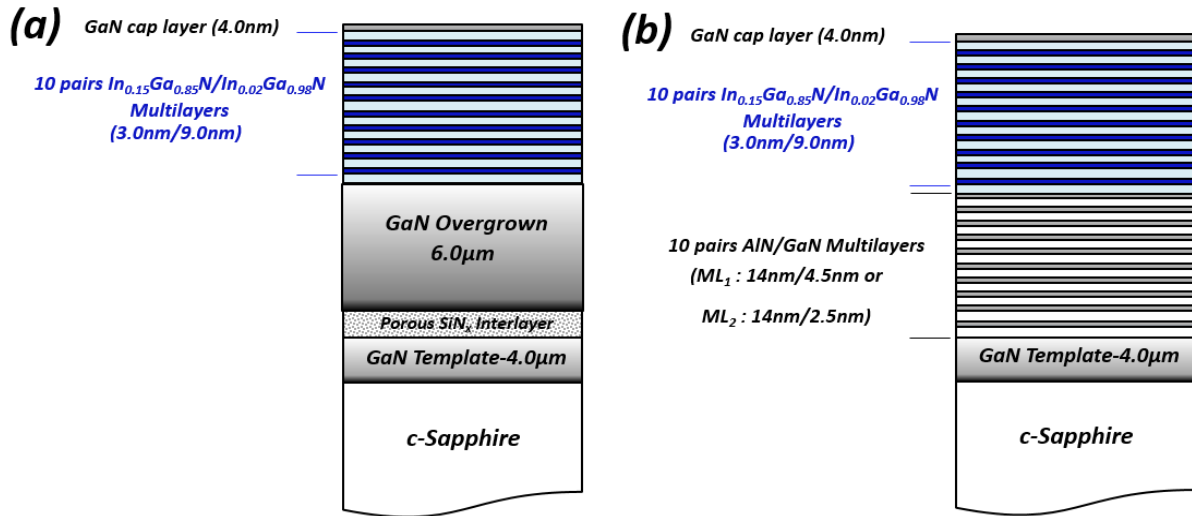 (a)
GaN cap layer (4.0nm)
10 pairs In0.15Ga0.85N/In0.02Ga0.98N
Multilayers
(3.0nm/9.0nm)
GaN Overgrown
6.0μm
Porous SiNx Interlayer
GaN Template-4.0μm
c-Sapphire
(b)
GaN cap layer (4.0nm)
10 pairs In0.15Ga0.85N/In0.02Ga0.98N
Multilayers
(3.0nm/9.0nm)
10 pairs AlN/GaN Multilayers
(ML1 : 14nm/4.5nm or
ML2 : 14nm/2.5nm)
GaN Template-4.0μm
c-Sapphire